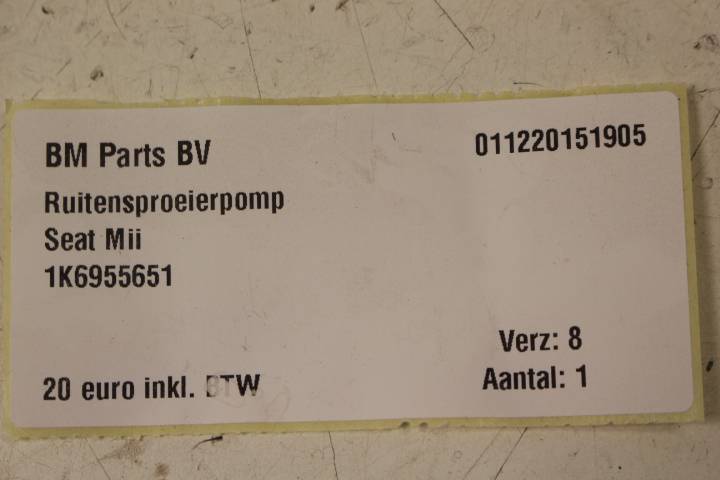 BM Parts BV
011220151905
Ruitensproeierpomp
Seat Mii
1K6955651
Verz: 8
20 euro inkl. BTW
Aantal: 1